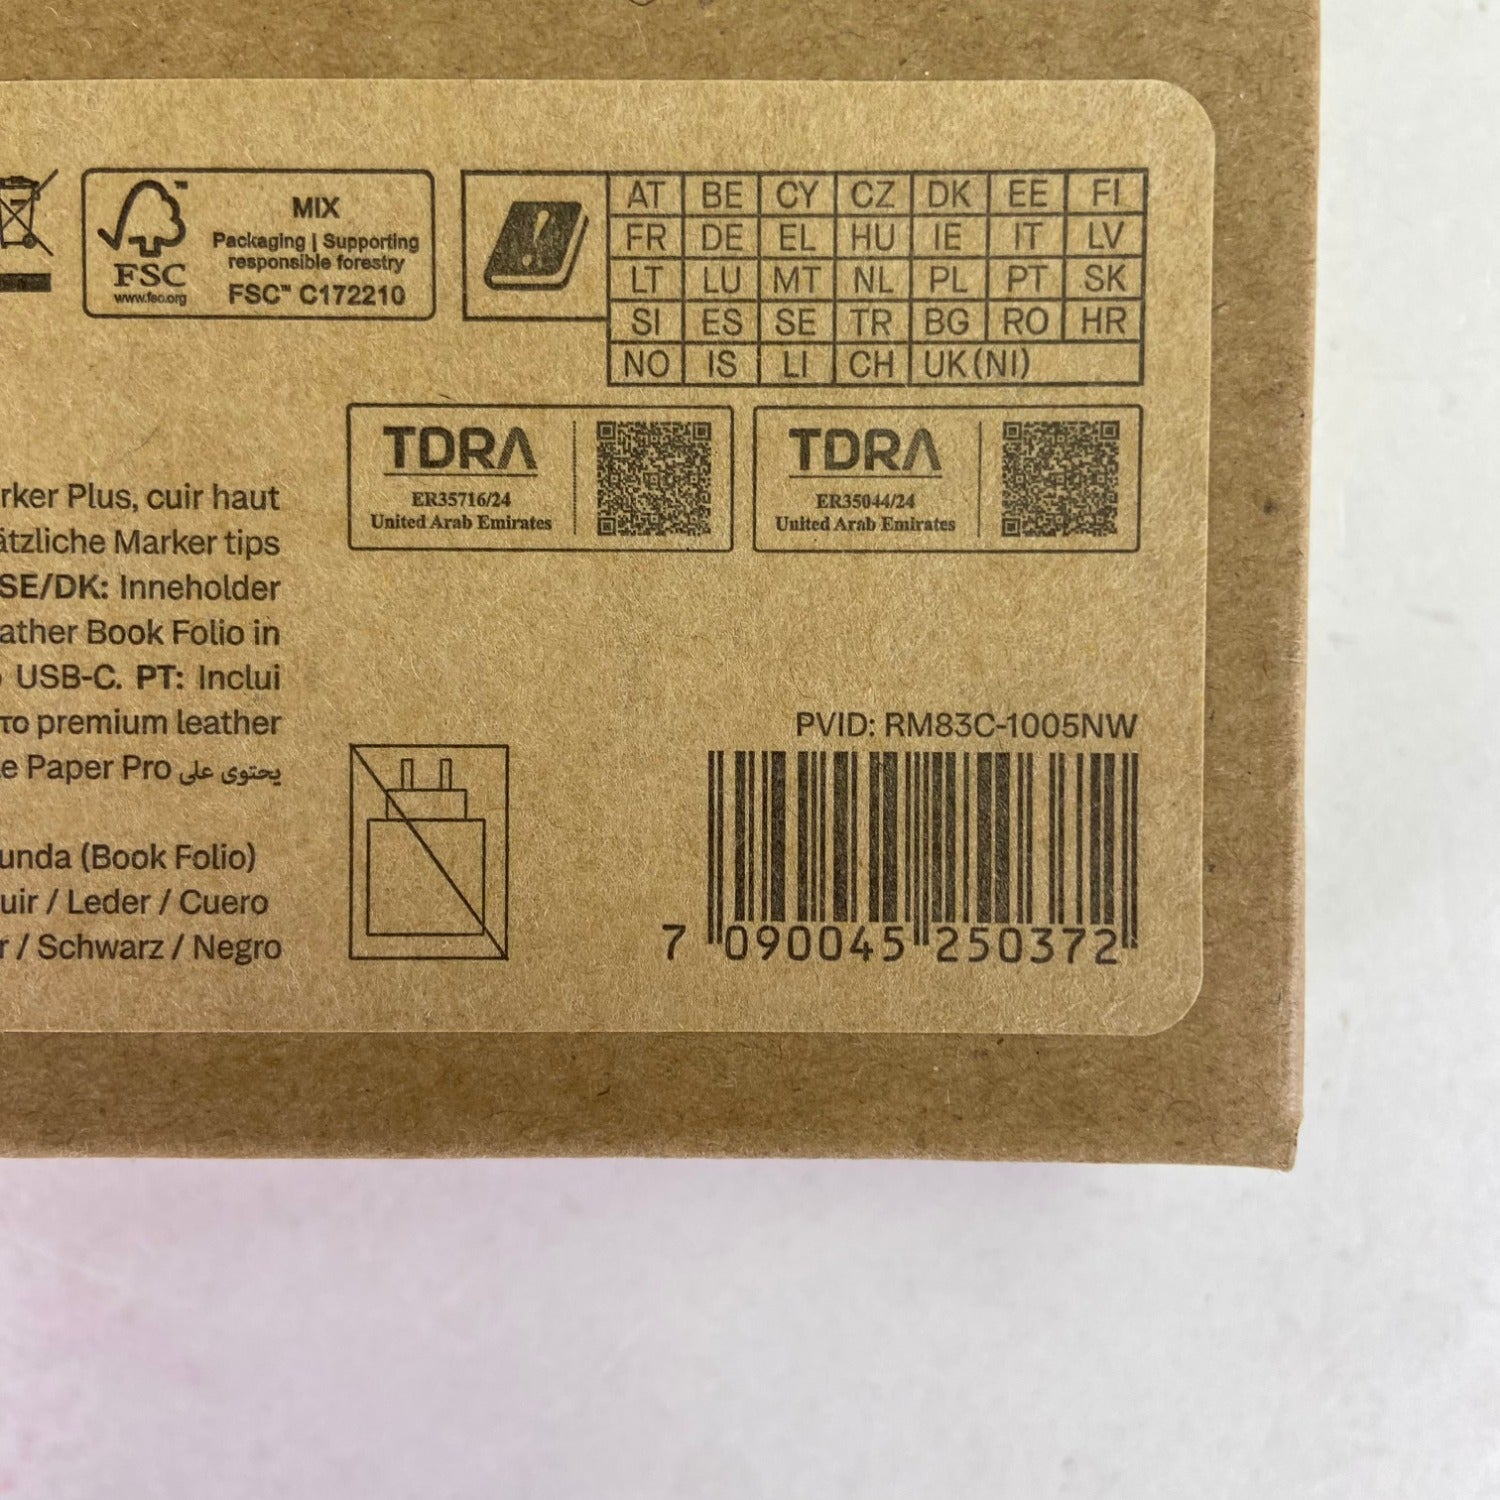 FSC™
www.fsc.org
MIX
Packaging | Supporting
responsible forestry
FSC™ C172210
AT BE CY CZ DK EE FI
FR DE EL HU IE IT LV
LT LU MT NL PL PT SK
SI ES SE TR BG RO HR
NO IS LI CH UK(NI)
TDRA
ER35716/24
United Arab Emirates
TDRA
ER35044/24
United Arab Emirates
rker Plus, cuir haut
ätzliche Marker tips
SE/DK: Inneholder
ather Book Folio in
USB-C. PT: Inclui
το premium leather
e Paper Pro يحتوي على
unda (Book Folio)
uir / Leder / Cuero
r / Schwarz / Negro
PVID: RM83C-1005NW
7 090045 250372